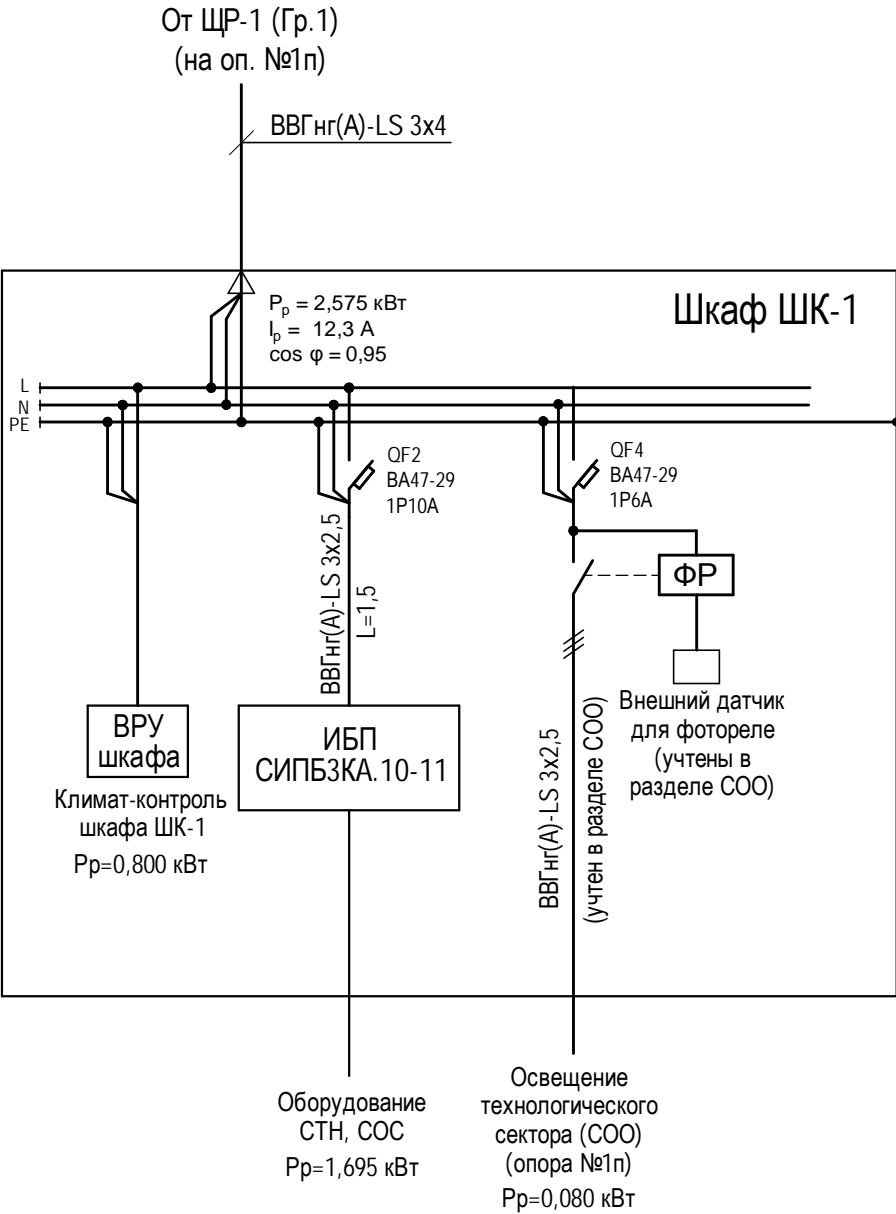 От ЩР-1 (Гр.1)
(на оп. №1п)
ВВГнг(А)-LS 3х4
Шкаф ШК-1
Pр = 2,575 кВт
Iр = 12,3 А
cos φ = 0,95
L
N
PE
QF2
ВА47-29
1Р10А
QF4
ВА47-29
1Р6А
ВВГнг(А)-LS 3х2,5
L=1,5
ФР
Внешний датчик
для фотореле
(учтены в
разделе СОО)
ВРУ
шкафа
Климат-контроль
шкафа ШК-1
Рр=0,800 кВт
ИБП
СИПБ3КА.10-11
ВВГнг(А)-LS 3х2,5
(учтен в разделе СОО)
Оборудование
СТН, СОС
Рр=1,695 кВт
Освещение
технологического
сектора (СОО)
(опора №1п)
Рр=0,080 кВт